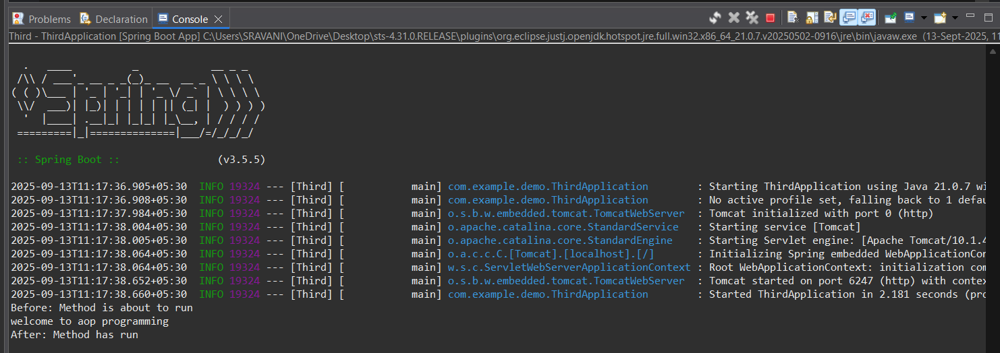 Problems Declaration Console
Third - ThirdApplication [Spring Boot App] C:\Users\SRAVANI\OneDrive\Desktop\sts-4.31.0.RELEASE\plugins\org.eclipse.justj.openjdk.hotspot.jre.full.win32.x86_64_21.0.7.v20250502-0916\jre\bin\javaw.exe (13-Sept-2025, 11
Spring
:: Spring Boot :: (v3.5.5)
2025-09-13T11:17:36.905+05:30 INFO 19324 --- [Third] [ main] com.example.demo.ThirdApplication : Starting ThirdApplication using Java 21.0.7 wi
2025-09-13T11:17:36.908+05:30 INFO 19324 --- [Third] [ main] com.example.demo.ThirdApplication : No active profile set, falling back to 1 defau
2025-09-13T11:17:37.984+05:30 INFO 19324 --- [Third] [ main] o.s.b.w.embedded.tomcat.TomcatWebServer : Tomcat initialized with port 0 (http)
2025-09-13T11:17:38.004+05:30 INFO 19324 --- [Third] [ main] o.apache.catalina.core.StandardService : Starting service [Tomcat]
2025-09-13T11:17:38.005+05:30 INFO 19324 --- [Third] [ main] o.apache.catalina.core.StandardEngine : Starting Servlet engine: [Apache Tomcat/10.1.4
2025-09-13T11:17:38.064+05:30 INFO 19324 --- [Third] [ main] o.a.c.c.C.[Tomcat].[localhost].[/] : Initializing Spring embedded WebApplicationCon
2025-09-13T11:17:38.064+05:30 INFO 19324 --- [Third] [ main] w.s.c.ServletWebServerApplicationContext : Root WebApplicationContext: initialization com
2025-09-13T11:17:38.652+05:30 INFO 19324 --- [Third] [ main] o.s.b.w.embedded.tomcat.TomcatWebServer : Tomcat started on port 6247 (http) with contex
2025-09-13T11:17:38.660+05:30 INFO 19324 --- [Third] [ main] com.example.demo.ThirdApplication : Started ThirdApplication in 2.181 seconds (pro
Before: Method is about to run
welcome to aop programming
After: Method has run